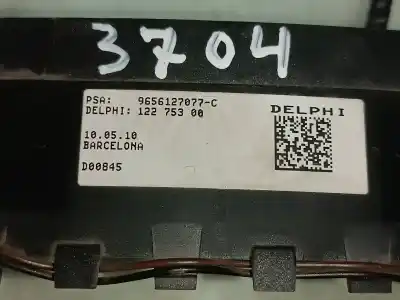 3704
PSA: 9656127077-C
DELPHI: 122 753 00
DELPHI
10.05.10
BARCELONA
D00845